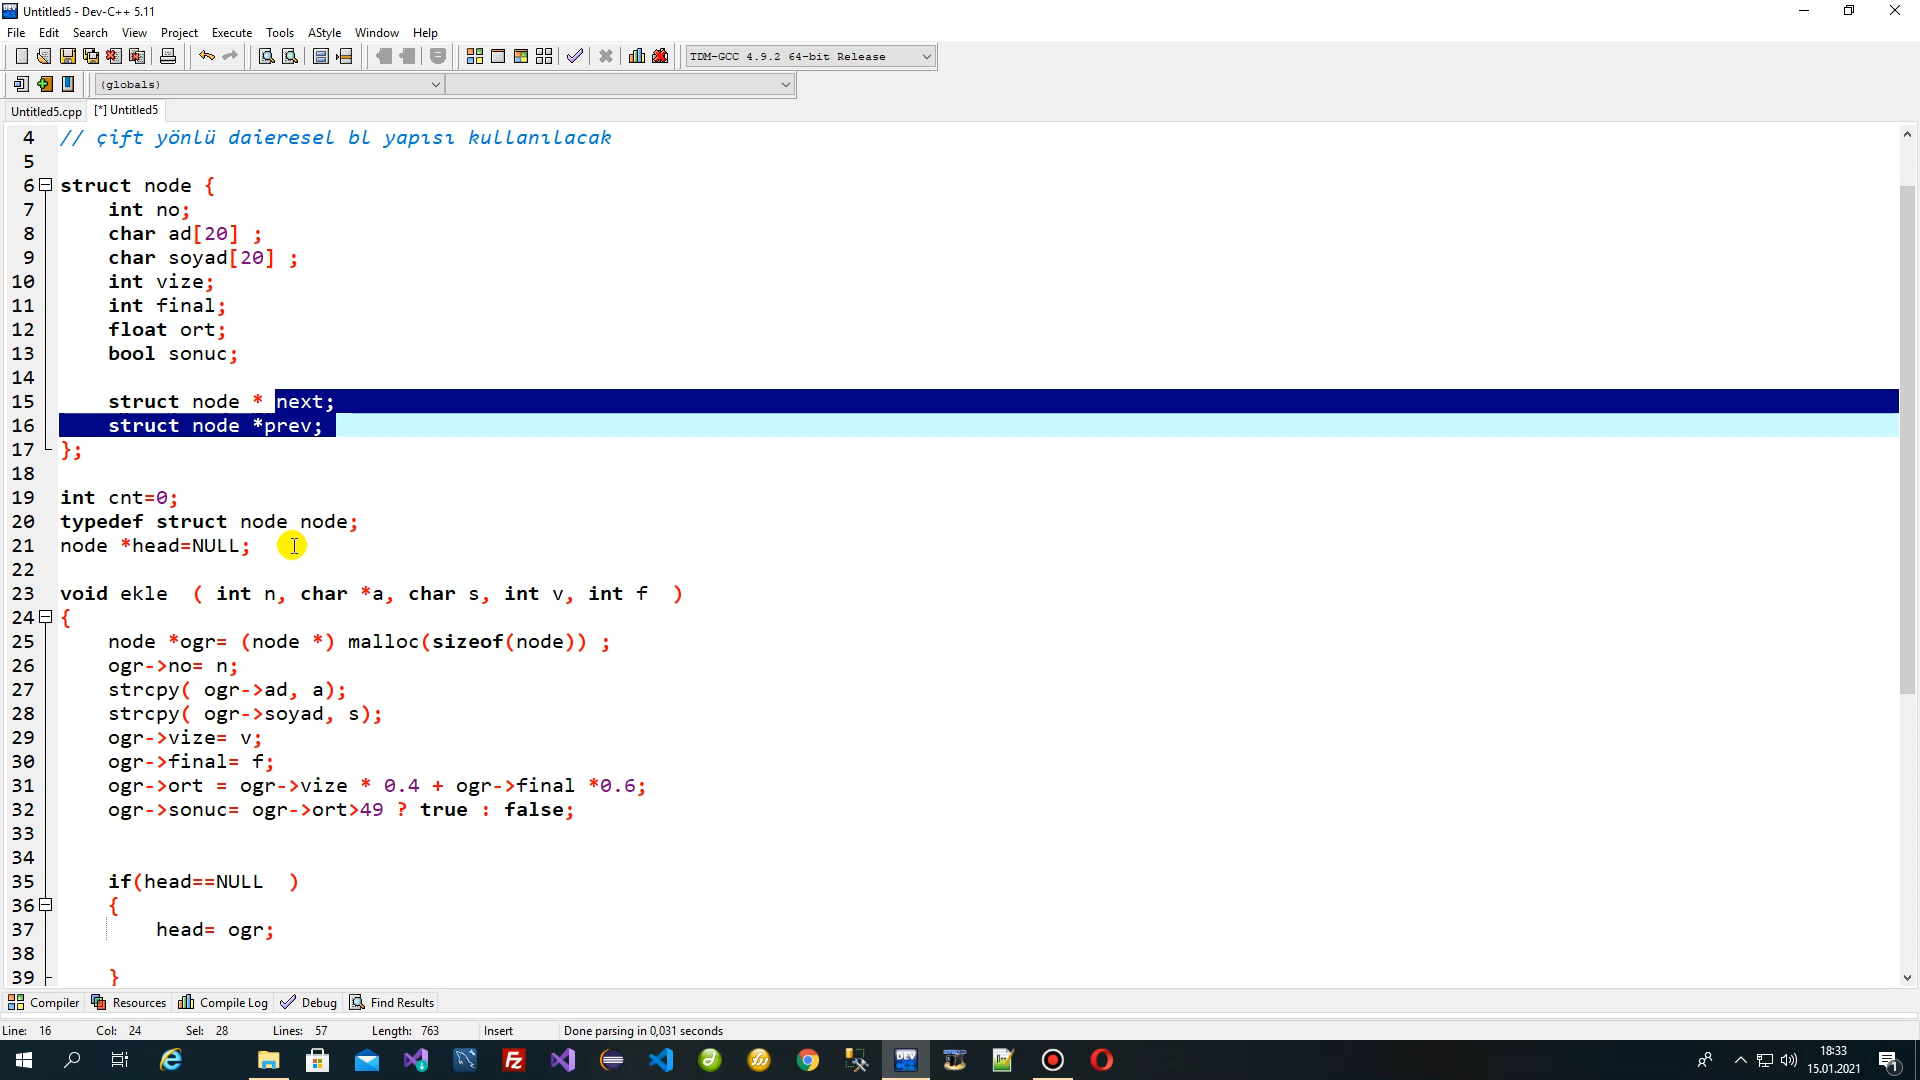 Untitled5 - Dev-C++ 5.11
File Edit Search View Project Execute Tools AStyle Window Help
TDM-GCC 4.9.2 64-bit Release
(globals)
Untitled5.cpp [*] Untitled5
4 // çift yönlü daieresel bl yapısı kullanılacak
5
6 struct node {
7 int no;
8 char ad[20] ;
9 char soyad[20] ;
10 int vize;
11 int final;
12 float ort;
13 bool sonuc;
14
15 struct node * next;
16 struct node *prev;
17 };
18
19 int cnt=0;
20 typedef struct node node;
21 node *head=NULL;
22
23 void ekle  ( int n, char *a, char s, int v, int f  )
24 {
25 node *ogr= (node *) malloc(sizeof(node)) ;
26 ogr->no= n;
27 strcpy( ogr->ad, a);
28 strcpy( ogr->soyad, s);
29 ogr->vize= v;
30 ogr->final= f;
31 ogr->ort = ogr->vize * 0.4 + ogr->final *0.6;
32 ogr->sonuc= ogr->ort>49 ? true : false;
33
34
35 if(head==NULL  )
36 {
37 head= ogr;
38
39 }
Compiler Resources Compile Log Debug Find Results
Line: 16 Col: 24 Sel: 28 Lines: 57 Length: 763 Insert Done parsing in 0,031 seconds
DEV
18:33
15.01.2021
1